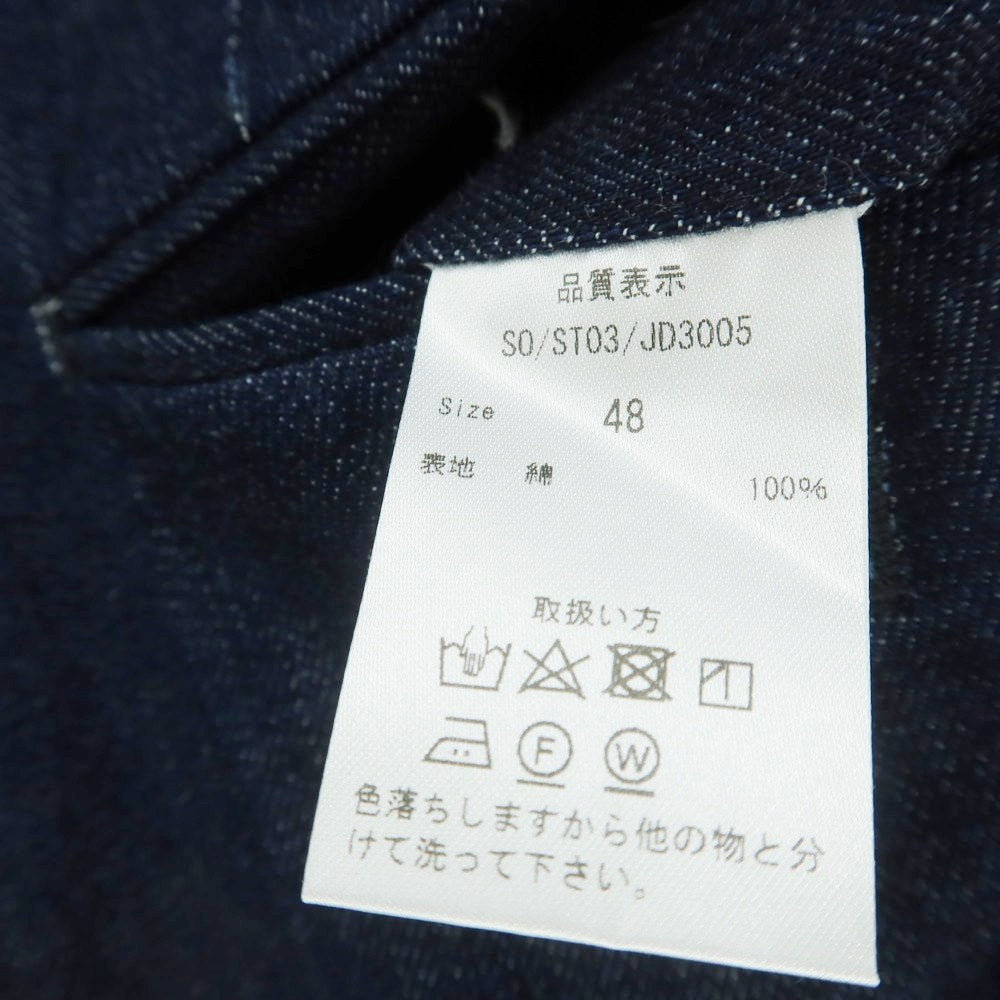 品質表示
SO/ST03/JD3005
Size 48
表地 綿 100%
取扱い方
F W
色落ちしますから他の物と分
けて洗って下さい。